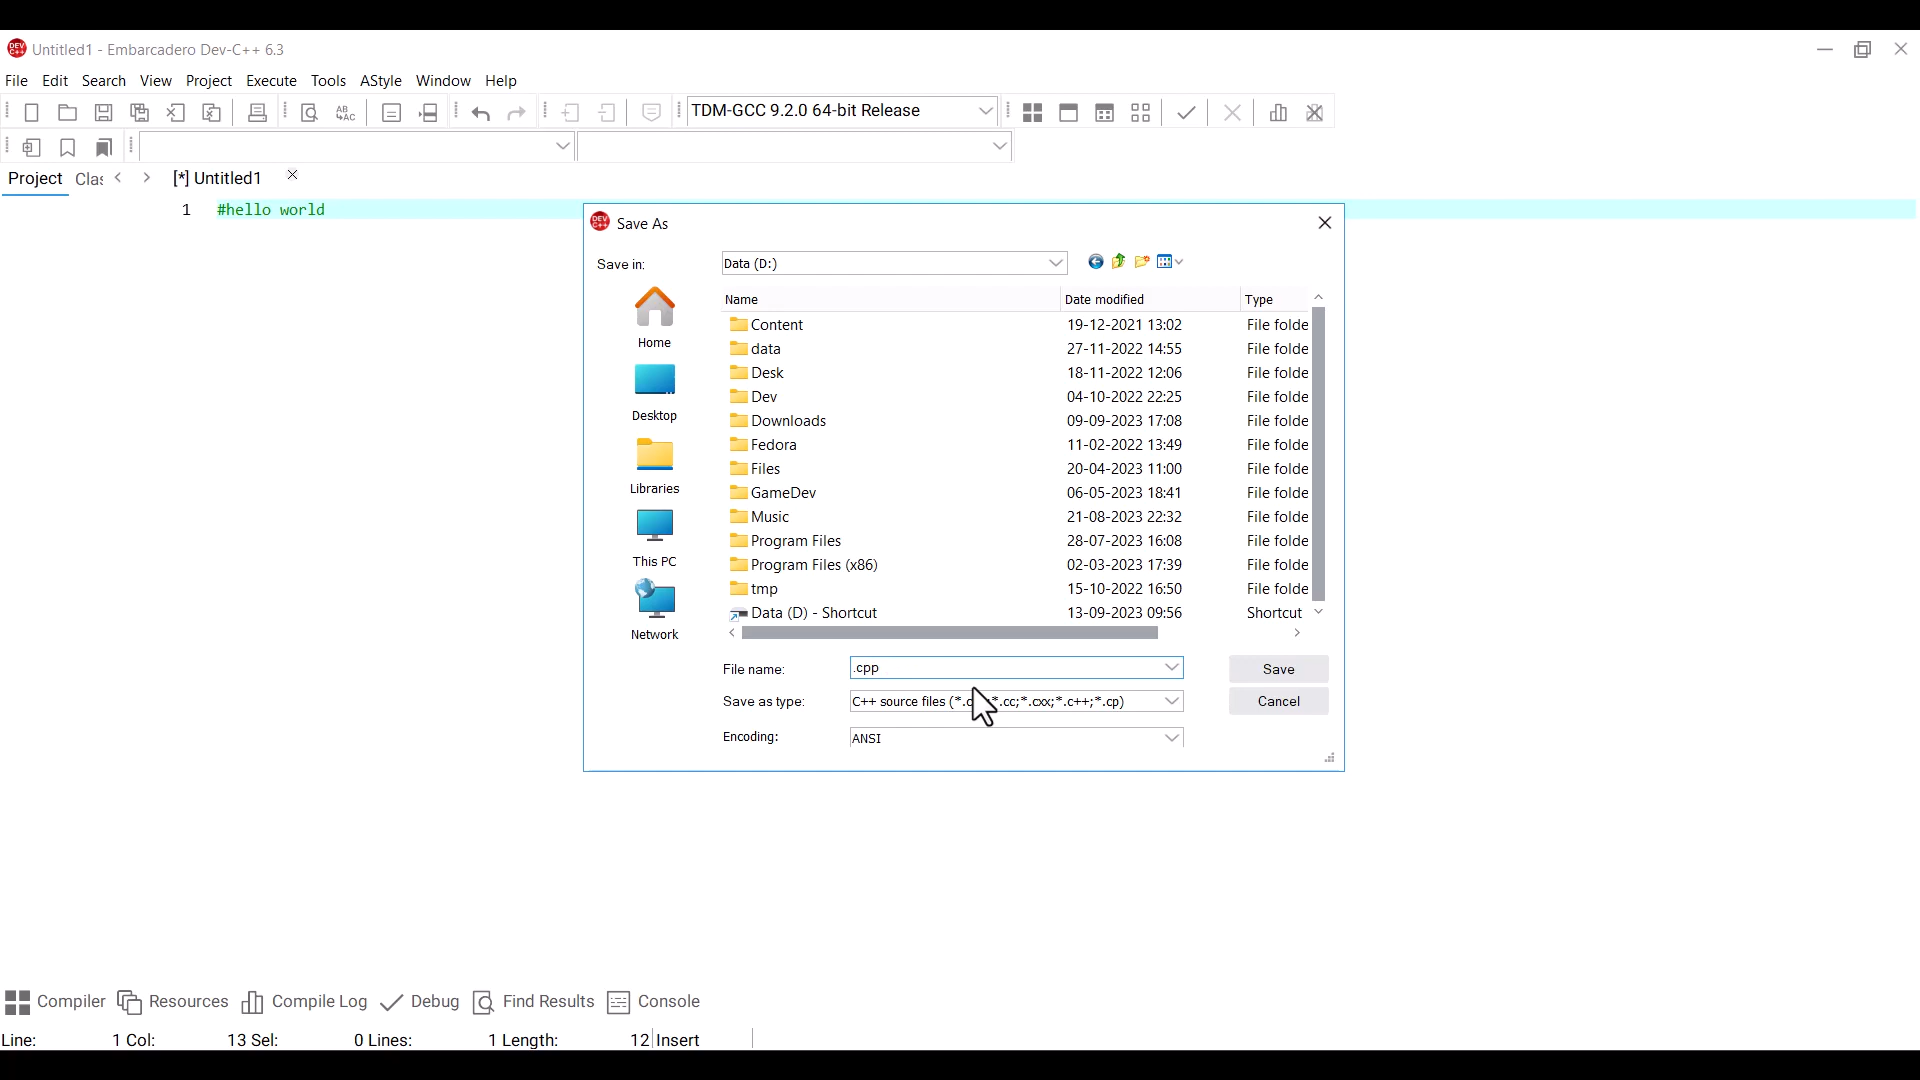 Untitled1 - Embarcadero Dev-C++ 6.3
File Edit Search View Project Execute Tools AStyle Window Help
TDM-GCC 9.2.0 64-bit Release
Project Clas [*] Untitled1
1 #hello world
Save As
Save in: Data (D:)
Name Date modified Type
Content 19-12-2021 13:02 File folde
data 27-11-2022 14:55 File folde
Desk 18-11-2022 12:06 File folde
Dev 04-10-2022 22:25 File folde
Downloads 09-09-2023 17:08 File folde
Fedora 11-02-2022 13:49 File folde
Files 20-04-2023 11:00 File folde
GameDev 06-05-2023 18:41 File folde
Music 21-08-2023 22:32 File folde
Program Files 28-07-2023 16:08 File folde
Program Files (x86) 02-03-2023 17:39 File folde
tmp 15-10-2022 16:50 File folde
Data (D) - Shortcut 13-09-2023 09:56 Shortcut
Home
Desktop
Libraries
This PC
Network
File name: .cpp Save
Save as type: C++ source files (*.c *.cc;*.cxx;*.c++;*.cp) Cancel
Encoding: ANSI
Compiler Resources Compile Log Debug Find Results Console
Line: 1 Col: 13 Sel: 0 Lines: 1 Length: 12 Insert